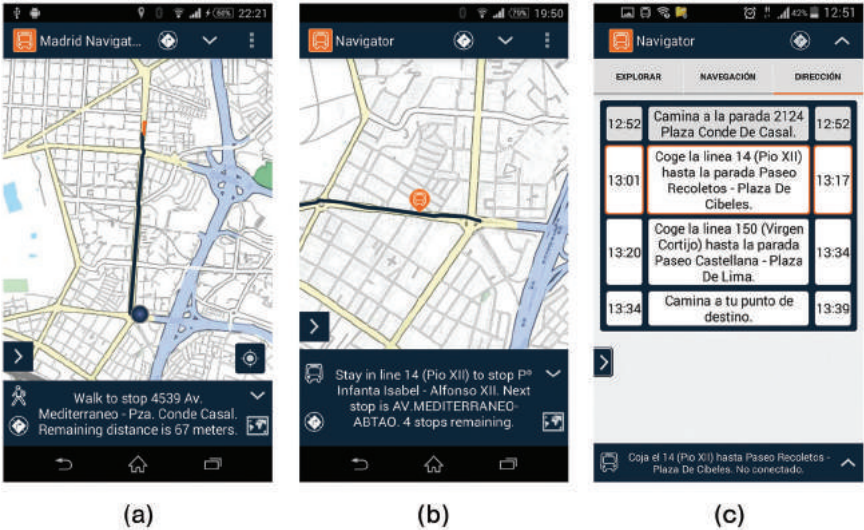 68% 22:21
Madrid Navigat...
Walk to stop 4539 Av.
Mediterraneo - Pza. Conde Casal.
Remaining distance is 67 meters.
(a)
70% 19:50
Navigator
Stay in line 14 (Pio XII) to stop Pº
Infanta Isabel - Alfonso XII. Next
stop is AV.MEDITERRANEO-
ABTAO. 4 stops remaining.
(b)
42% 12:51
Navigator
EXPLORAR NAVEGACIÓN DIRECCIÓN
12:52 Camina a la parada 2124 12:52
Plaza Conde De Casal.
Coge la linea 14 (Pio XII)
13:01 hasta la parada Paseo 13:17
Recoletos - Plaza De
Cibeles.
Coge la linea 150 (Virgen
13:20 Cortijo) hasta la parada 13:34
Paseo Castellana - Plaza
De Lima.
13:34 Camina a tu punto de 13:39
destino.
Coja el 14 (Pio XII) hasta Paseo Recoletos -
Plaza De Cibeles. No conectado.
(c)